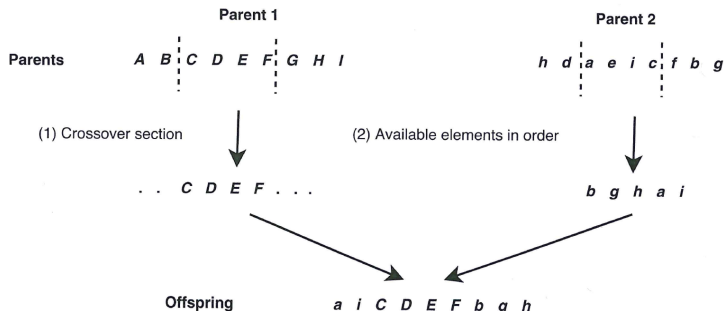 Parent 1
Parent 2
Parents A B C D E F G H I h d a e i c f b g
(1) Crossover section (2) Available elements in order
. . C D E F . . . b g h a i
Offspring a i C D E F b g h